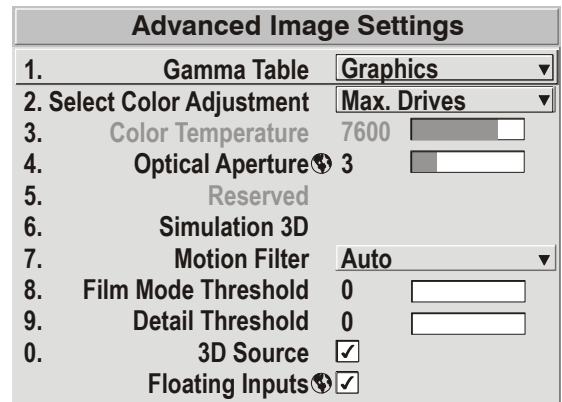 Advanced Image Settings
1. Gamma Table Graphics
2. Select Color Adjustment Max. Drives
3. Color Temperature 7600
4. Optical Aperture 3
5. Reserved
6. Simulation 3D
7. Motion Filter Auto
8. Film Mode Threshold 0
9. Detail Threshold 0
0. 3D Source
Floating Inputs